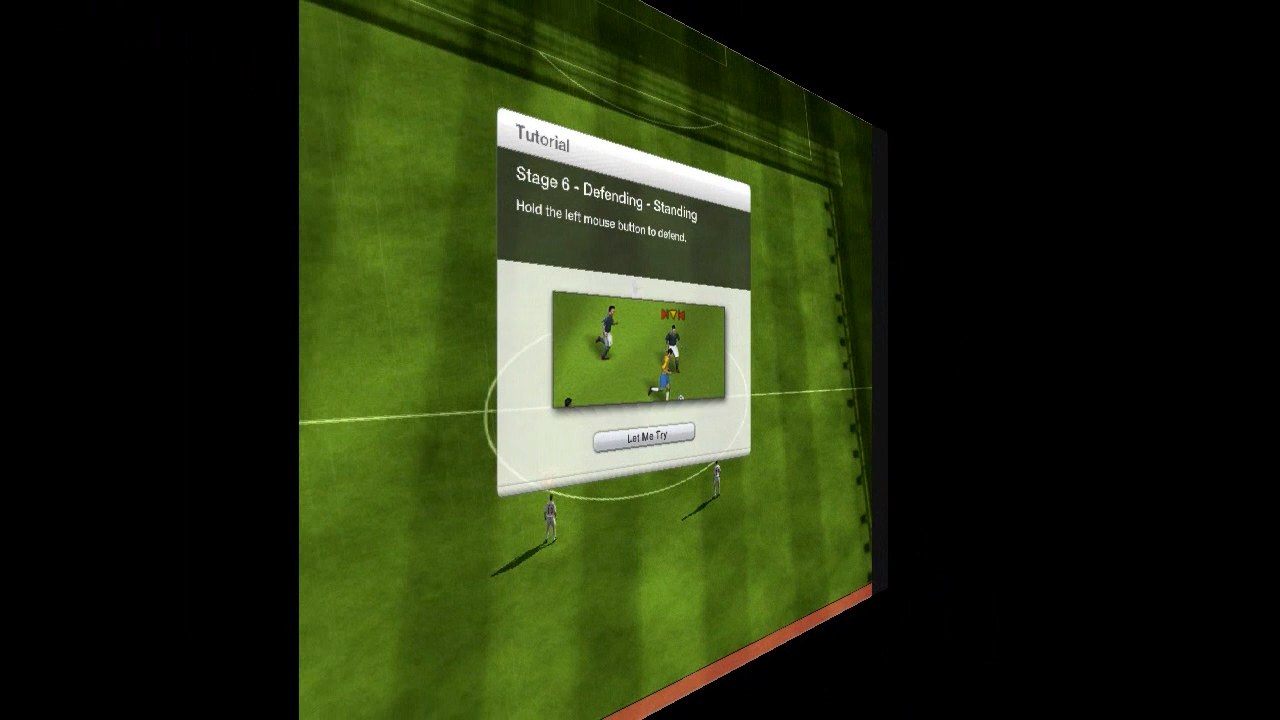 Tutorial
Stage 6 - Defending - Standing
Hold the left mouse button to defend.
Let Me Try